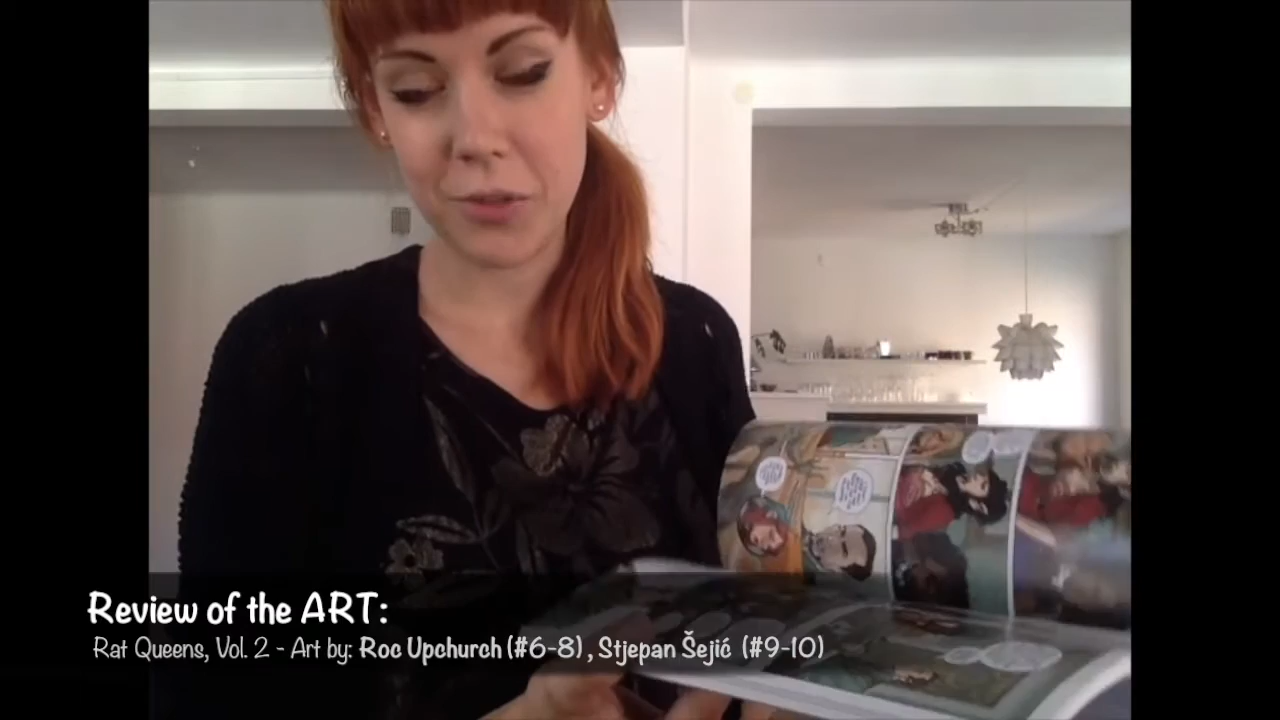 Review of the ART:
Rat Queens, Vol. 2 - Art by: Roc Upchurch (#6-8) , Stjepan Šejić (#9-10)